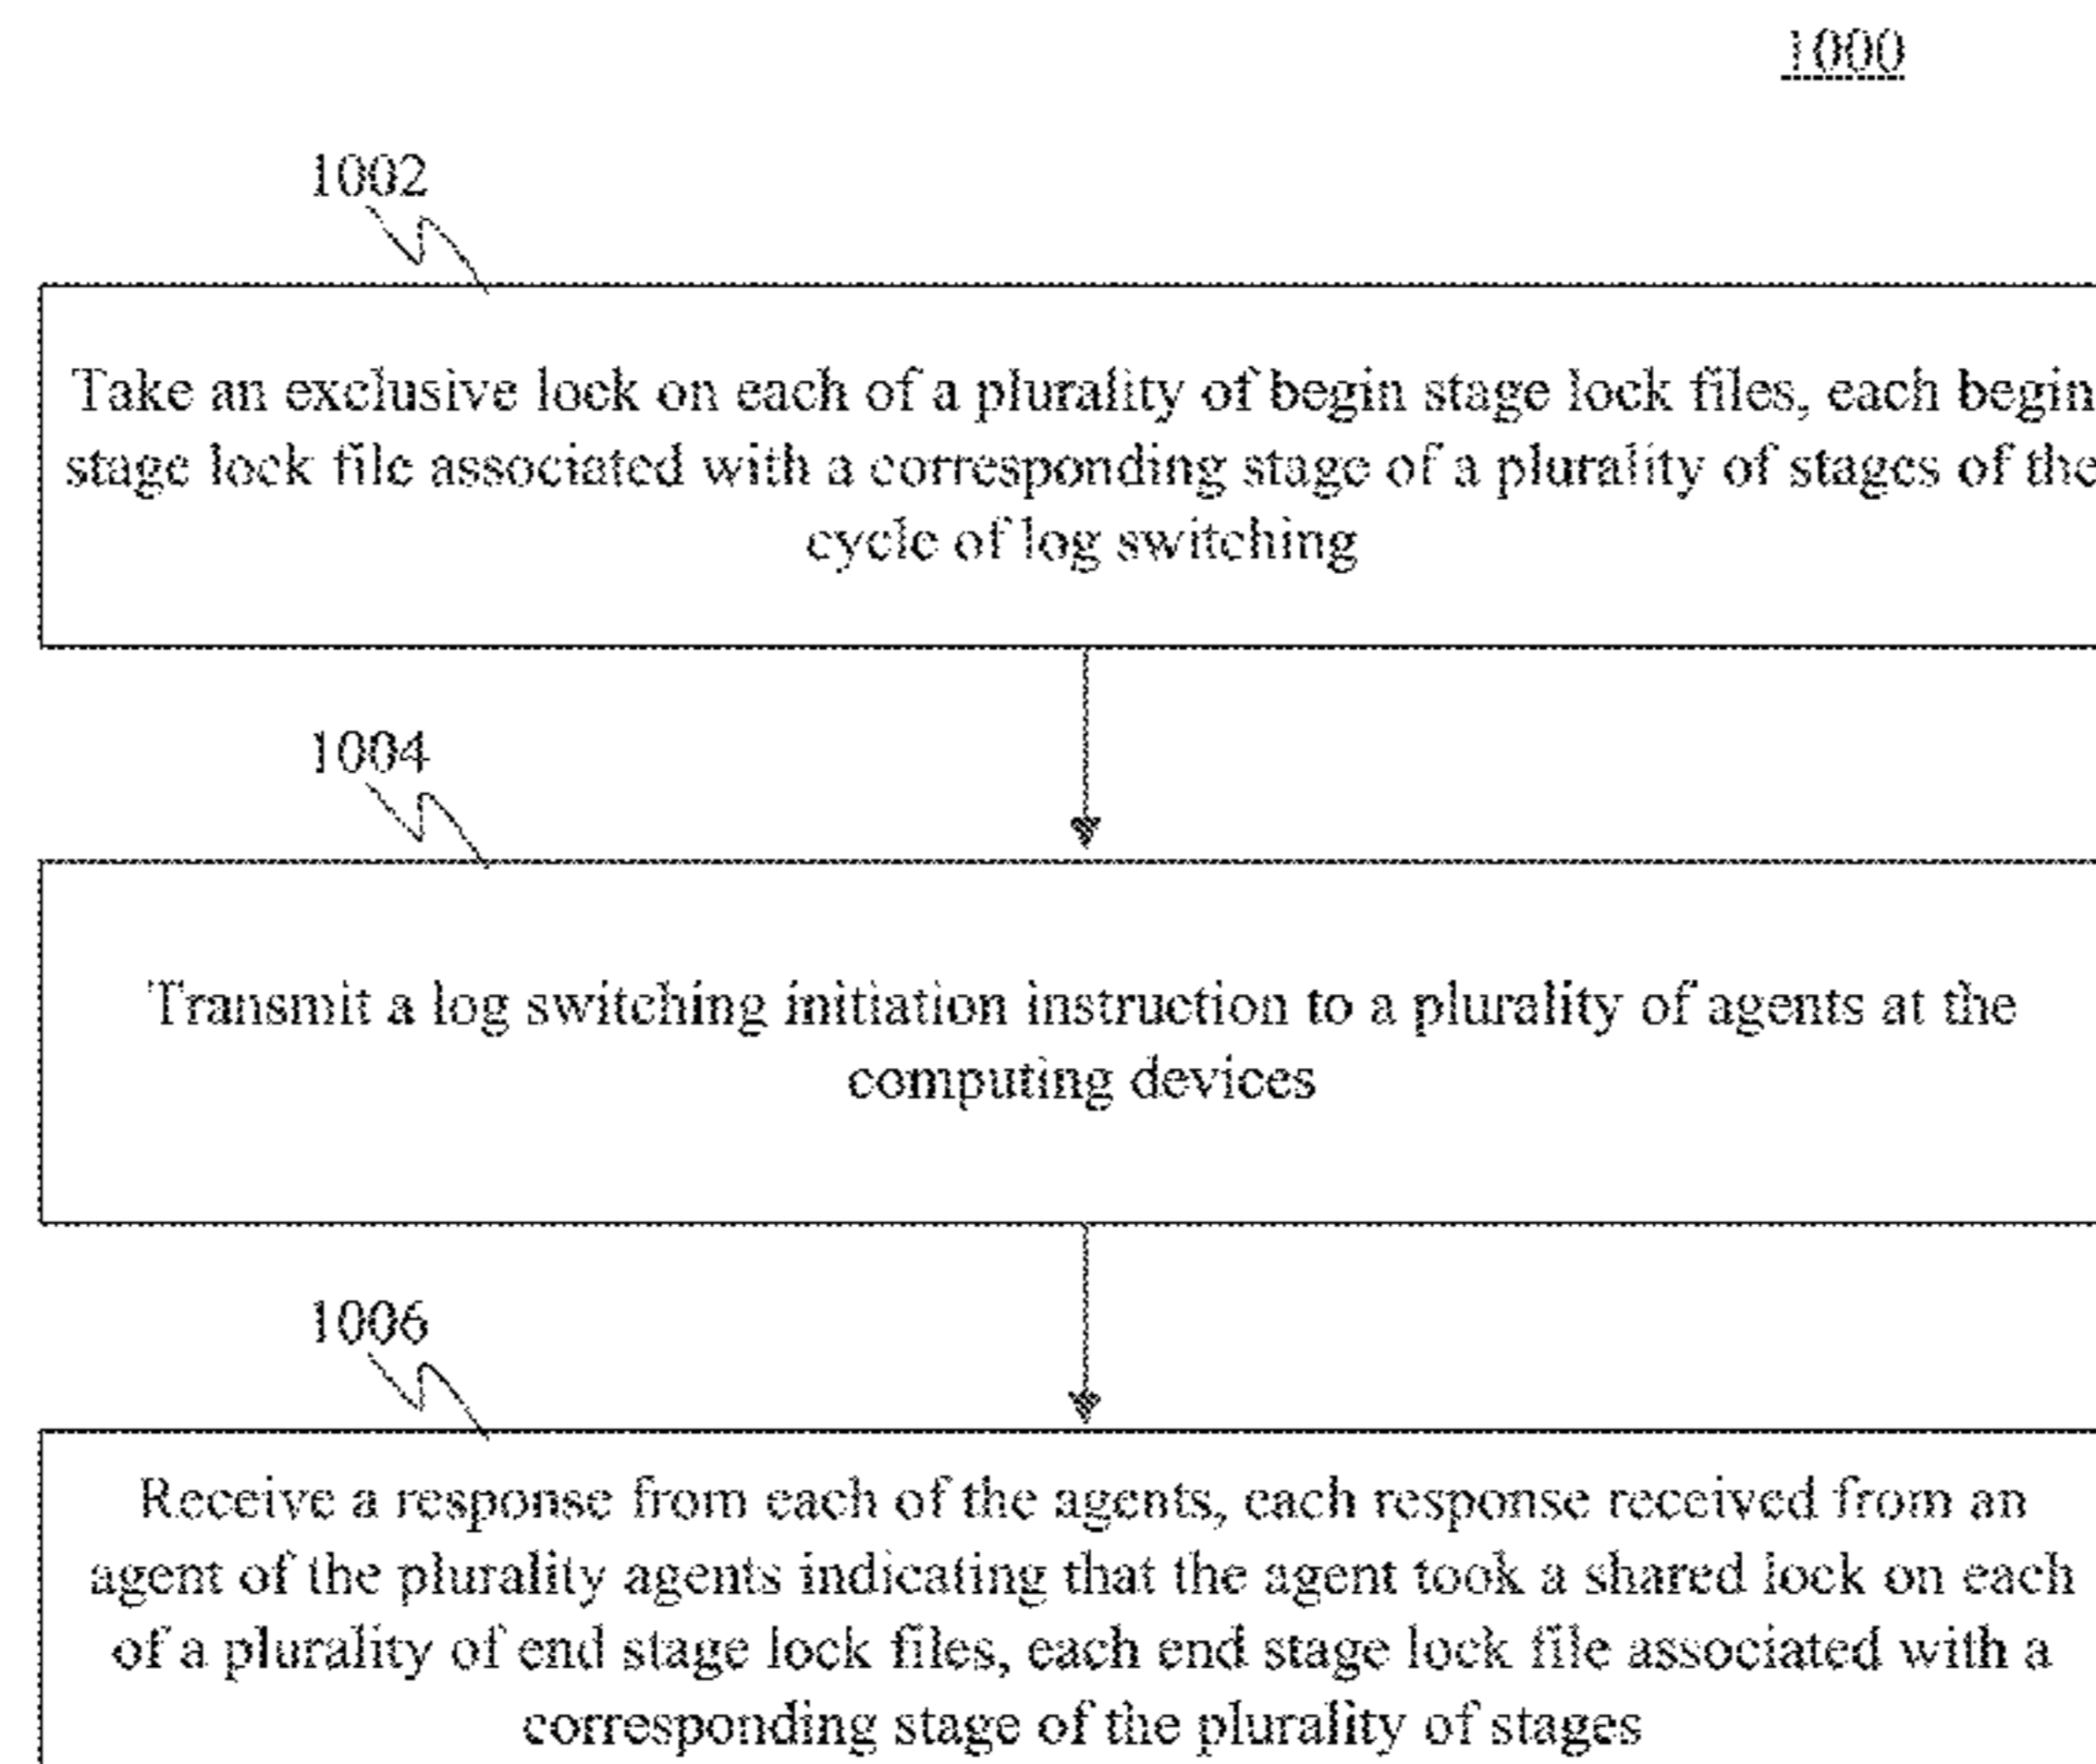 1000
1002
Take an exclusive lock on each of a plurality of begin stage lock files, each begin
stage lock file associated with a corresponding stage of a plurality of stages of the
cycle of log switching
1004
Transmit a log switching initiation instruction to a plurality of agents at the
computing devices
1006
Receive a response from each of the agents, each response received from an
agent of the plurality agents indicating that the agent took a shared lock on each
of a plurality of end stage lock files, each end stage lock file associated with a
corresponding stage of the plurality of stages